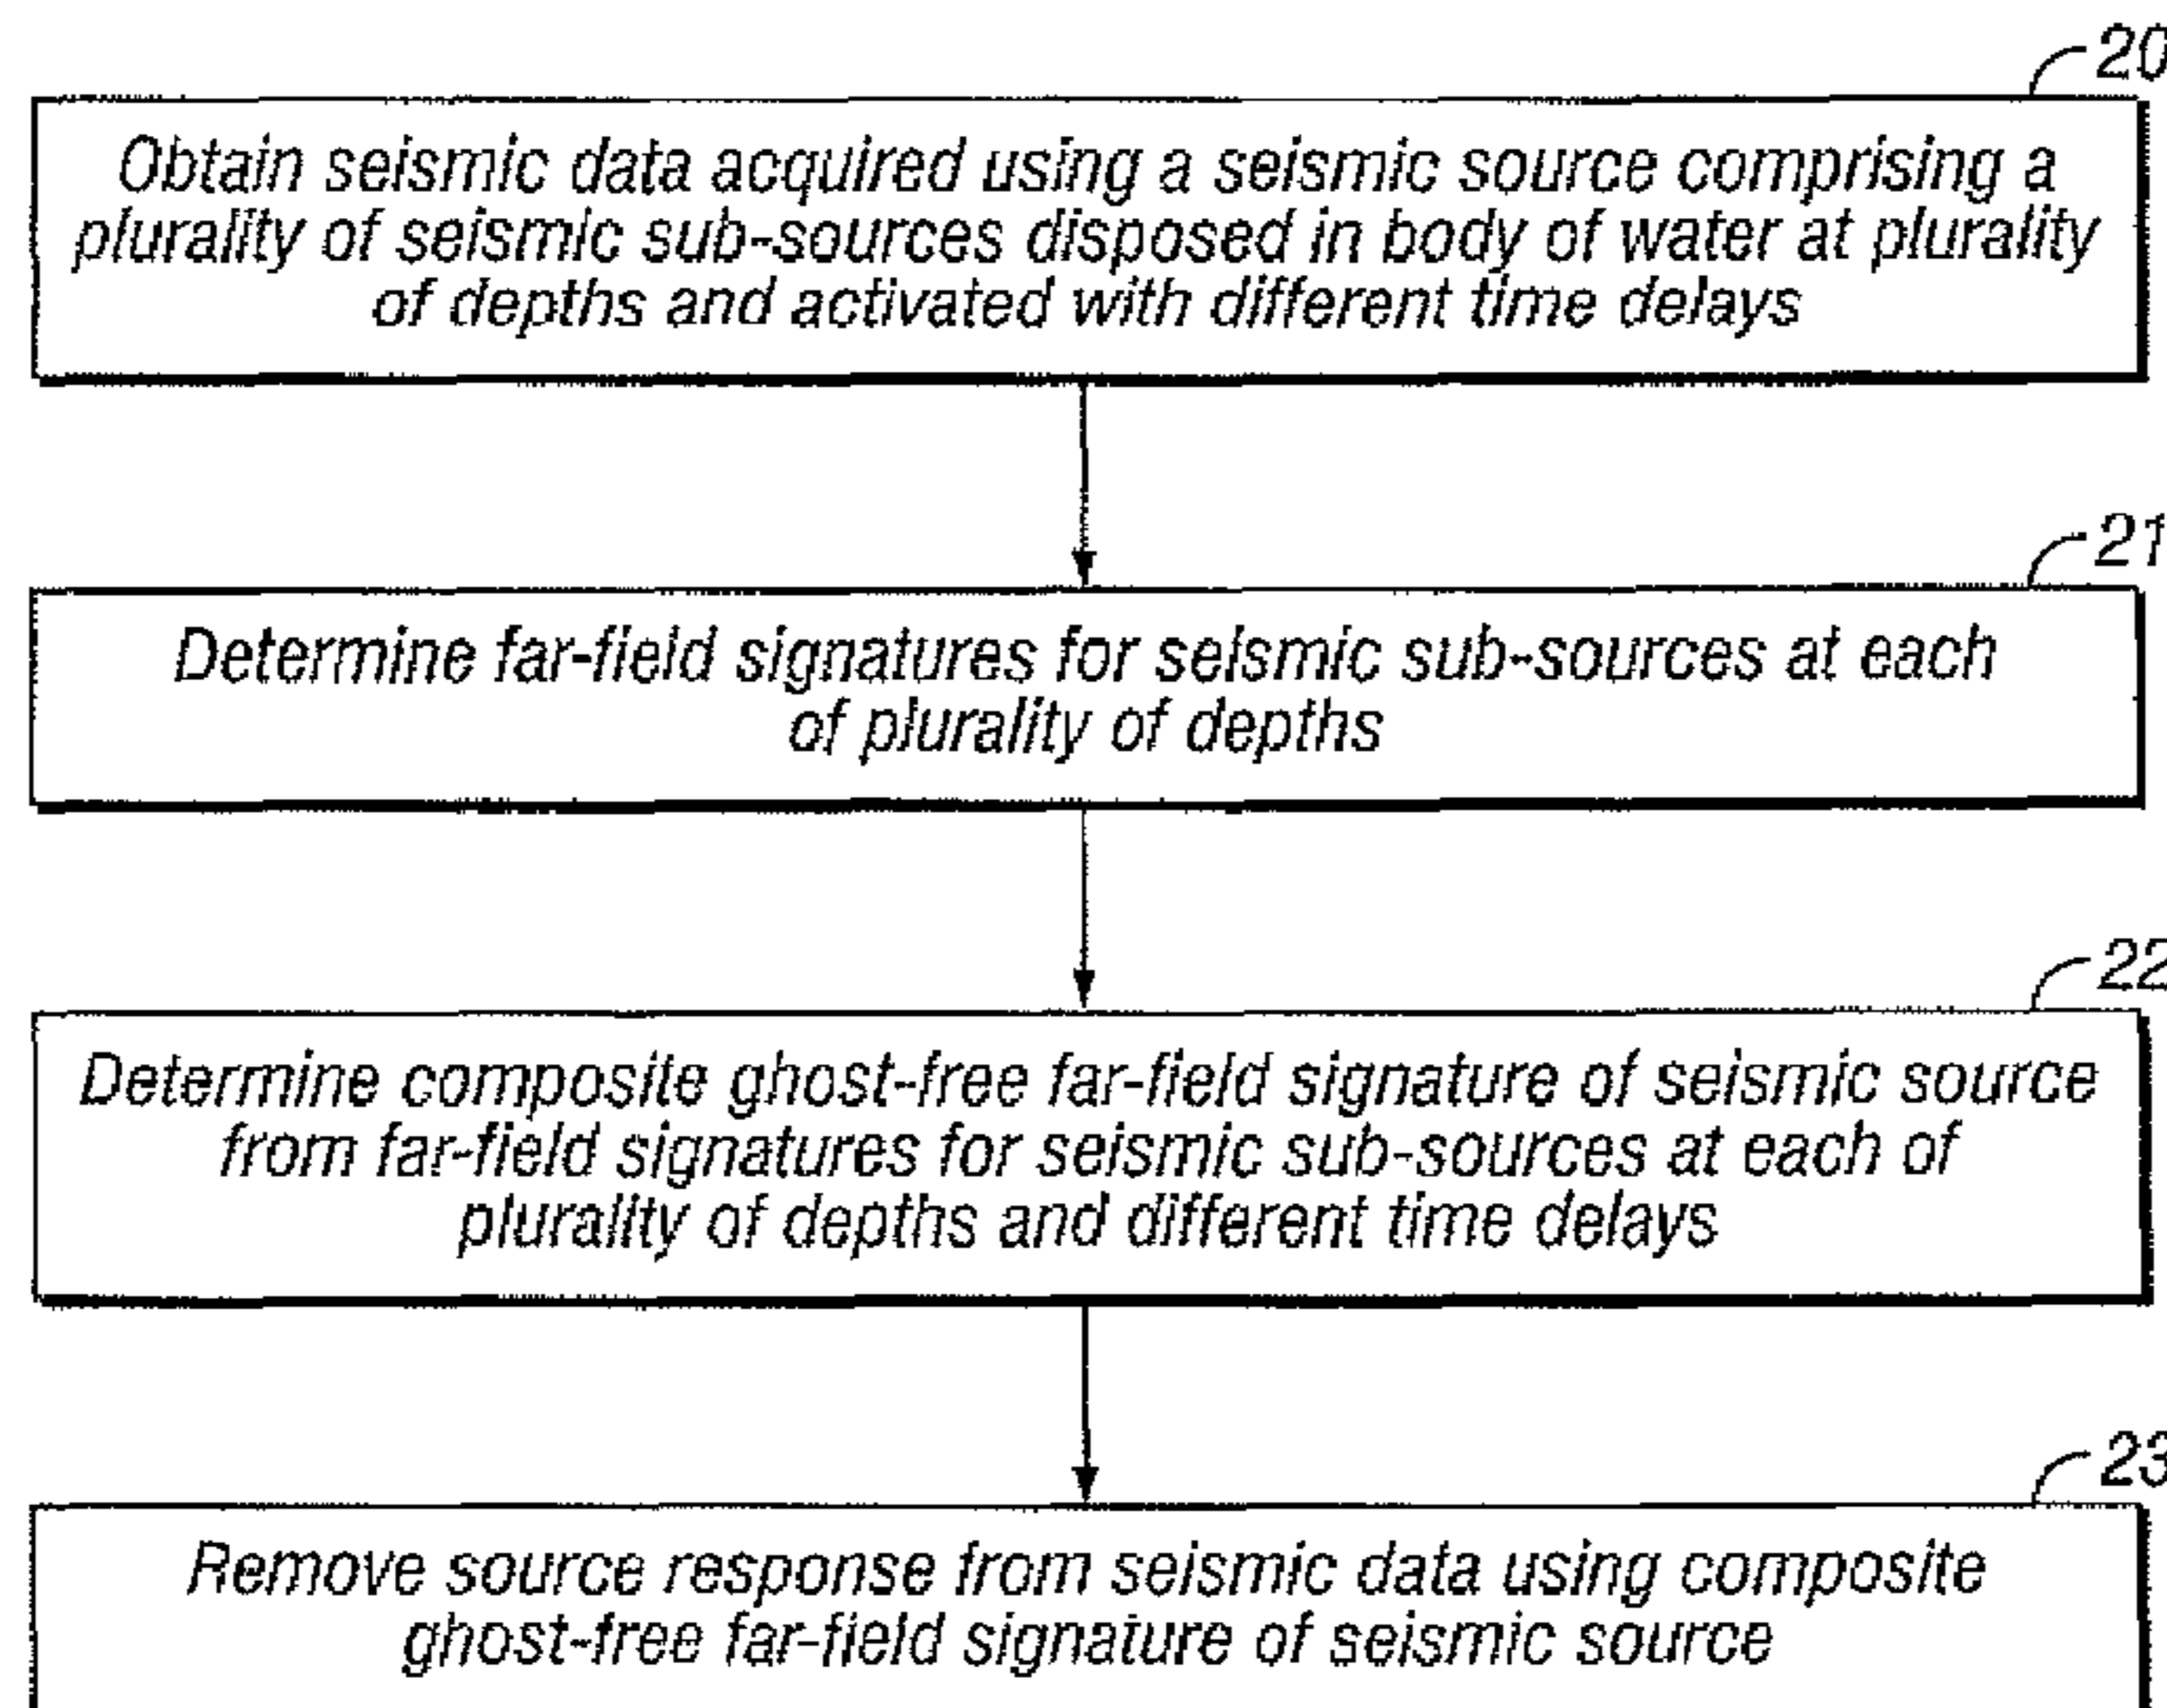 20
Obtain seismic data acquired using a seismic source comprising a
plurality of seismic sub-sources disposed in body of water at plurality
of depths and activated with different time delays
21
Determine far-field signatures for seismic sub-sources at each
of plurality of depths
22
Determine composite ghost-free far-field signature of seismic source
from far-field signatures for seismic sub-sources at each of
plurality of depths and different time delays
23
Remove source response from seismic data using composite
ghost-free far-field signature of seismic source